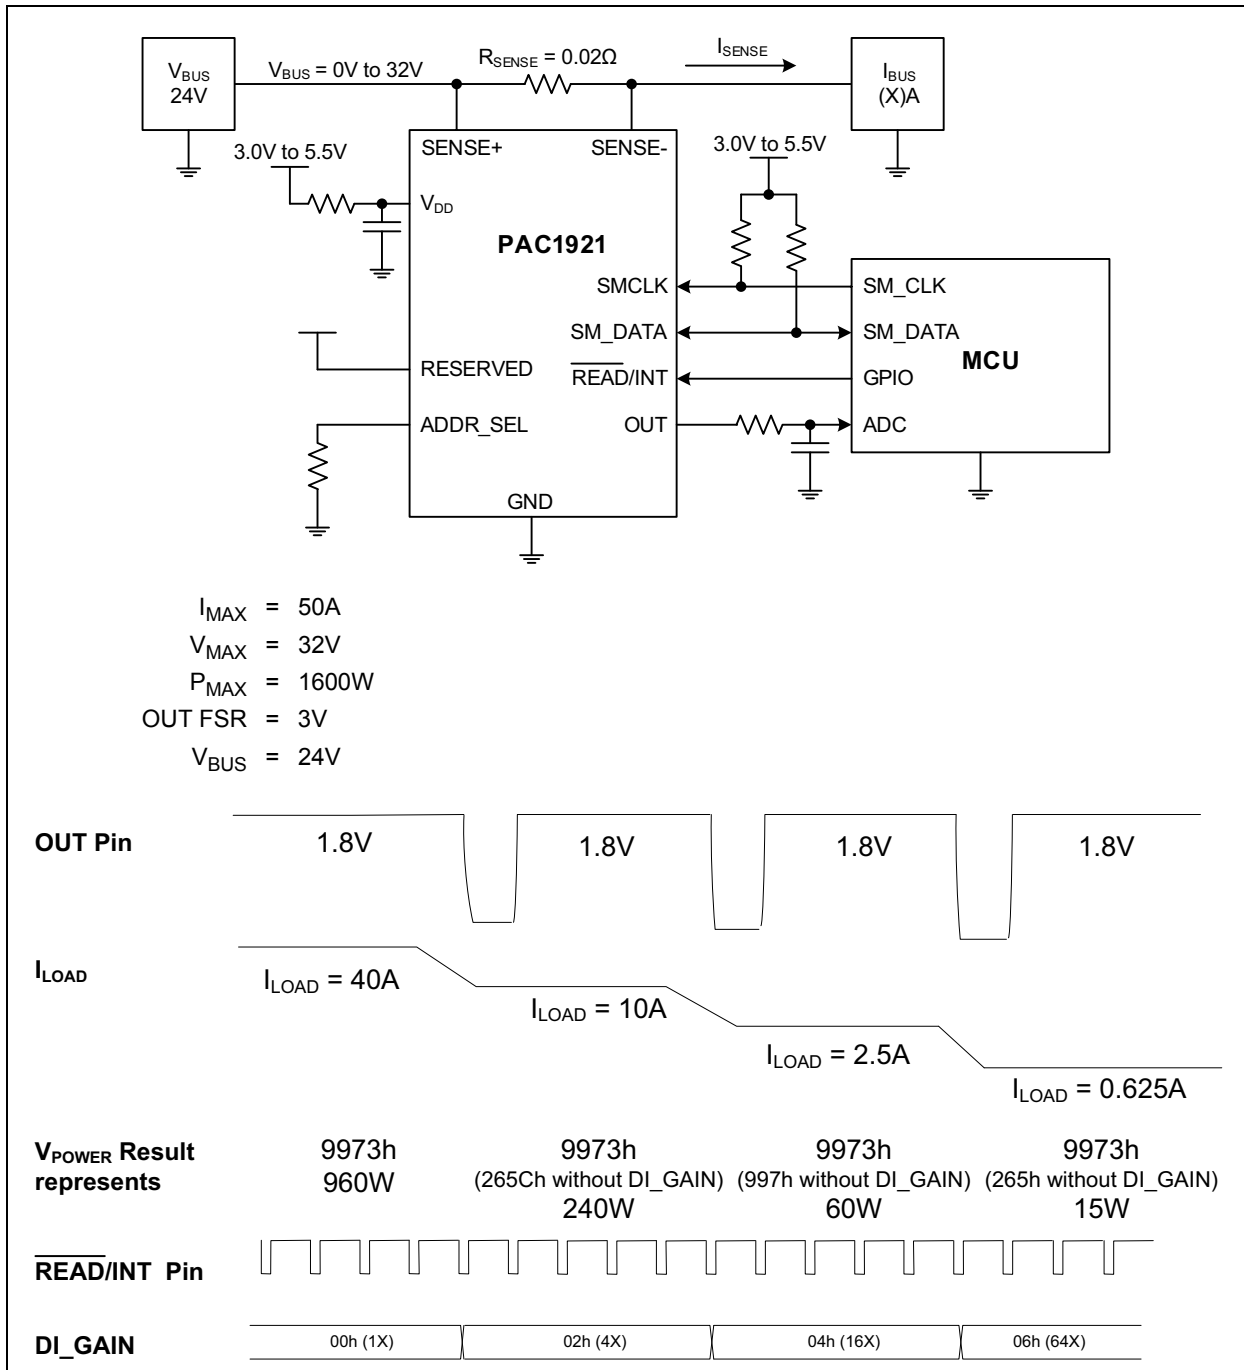 V_BUS 24V
V_BUS = 0V to 32V
R_SENSE = 0.02Ω
I_SENSE
I_BUS (X)A
SENSE+
SENSE-
3.0V to 5.5V
3.0V to 5.5V
V_DD
PAC1921
SMCLK
SM_CLK
SM_DATA
SM_DATA
MCU
RESERVED
READ/INT
GPIO
ADDR_SEL
OUT
ADC
GND
I_MAX = 50A
V_MAX = 32V
P_MAX = 1600W
OUT FSR = 3V
V_BUS = 24V
OUT Pin
1.8V
1.8V
1.8V
1.8V
I_LOAD
I_LOAD = 40A
I_LOAD = 10A
I_LOAD = 2.5A
I_LOAD = 0.625A
V_POWER Result represents
9973h
960W
9973h
(265Ch without DI_GAIN)
240W
9973h
(997h without DI_GAIN)
60W
9973h
(265h without DI_GAIN)
15W
READ/INT Pin
DI_GAIN
00h (1X)
02h (4X)
04h (16X)
06h (64X)